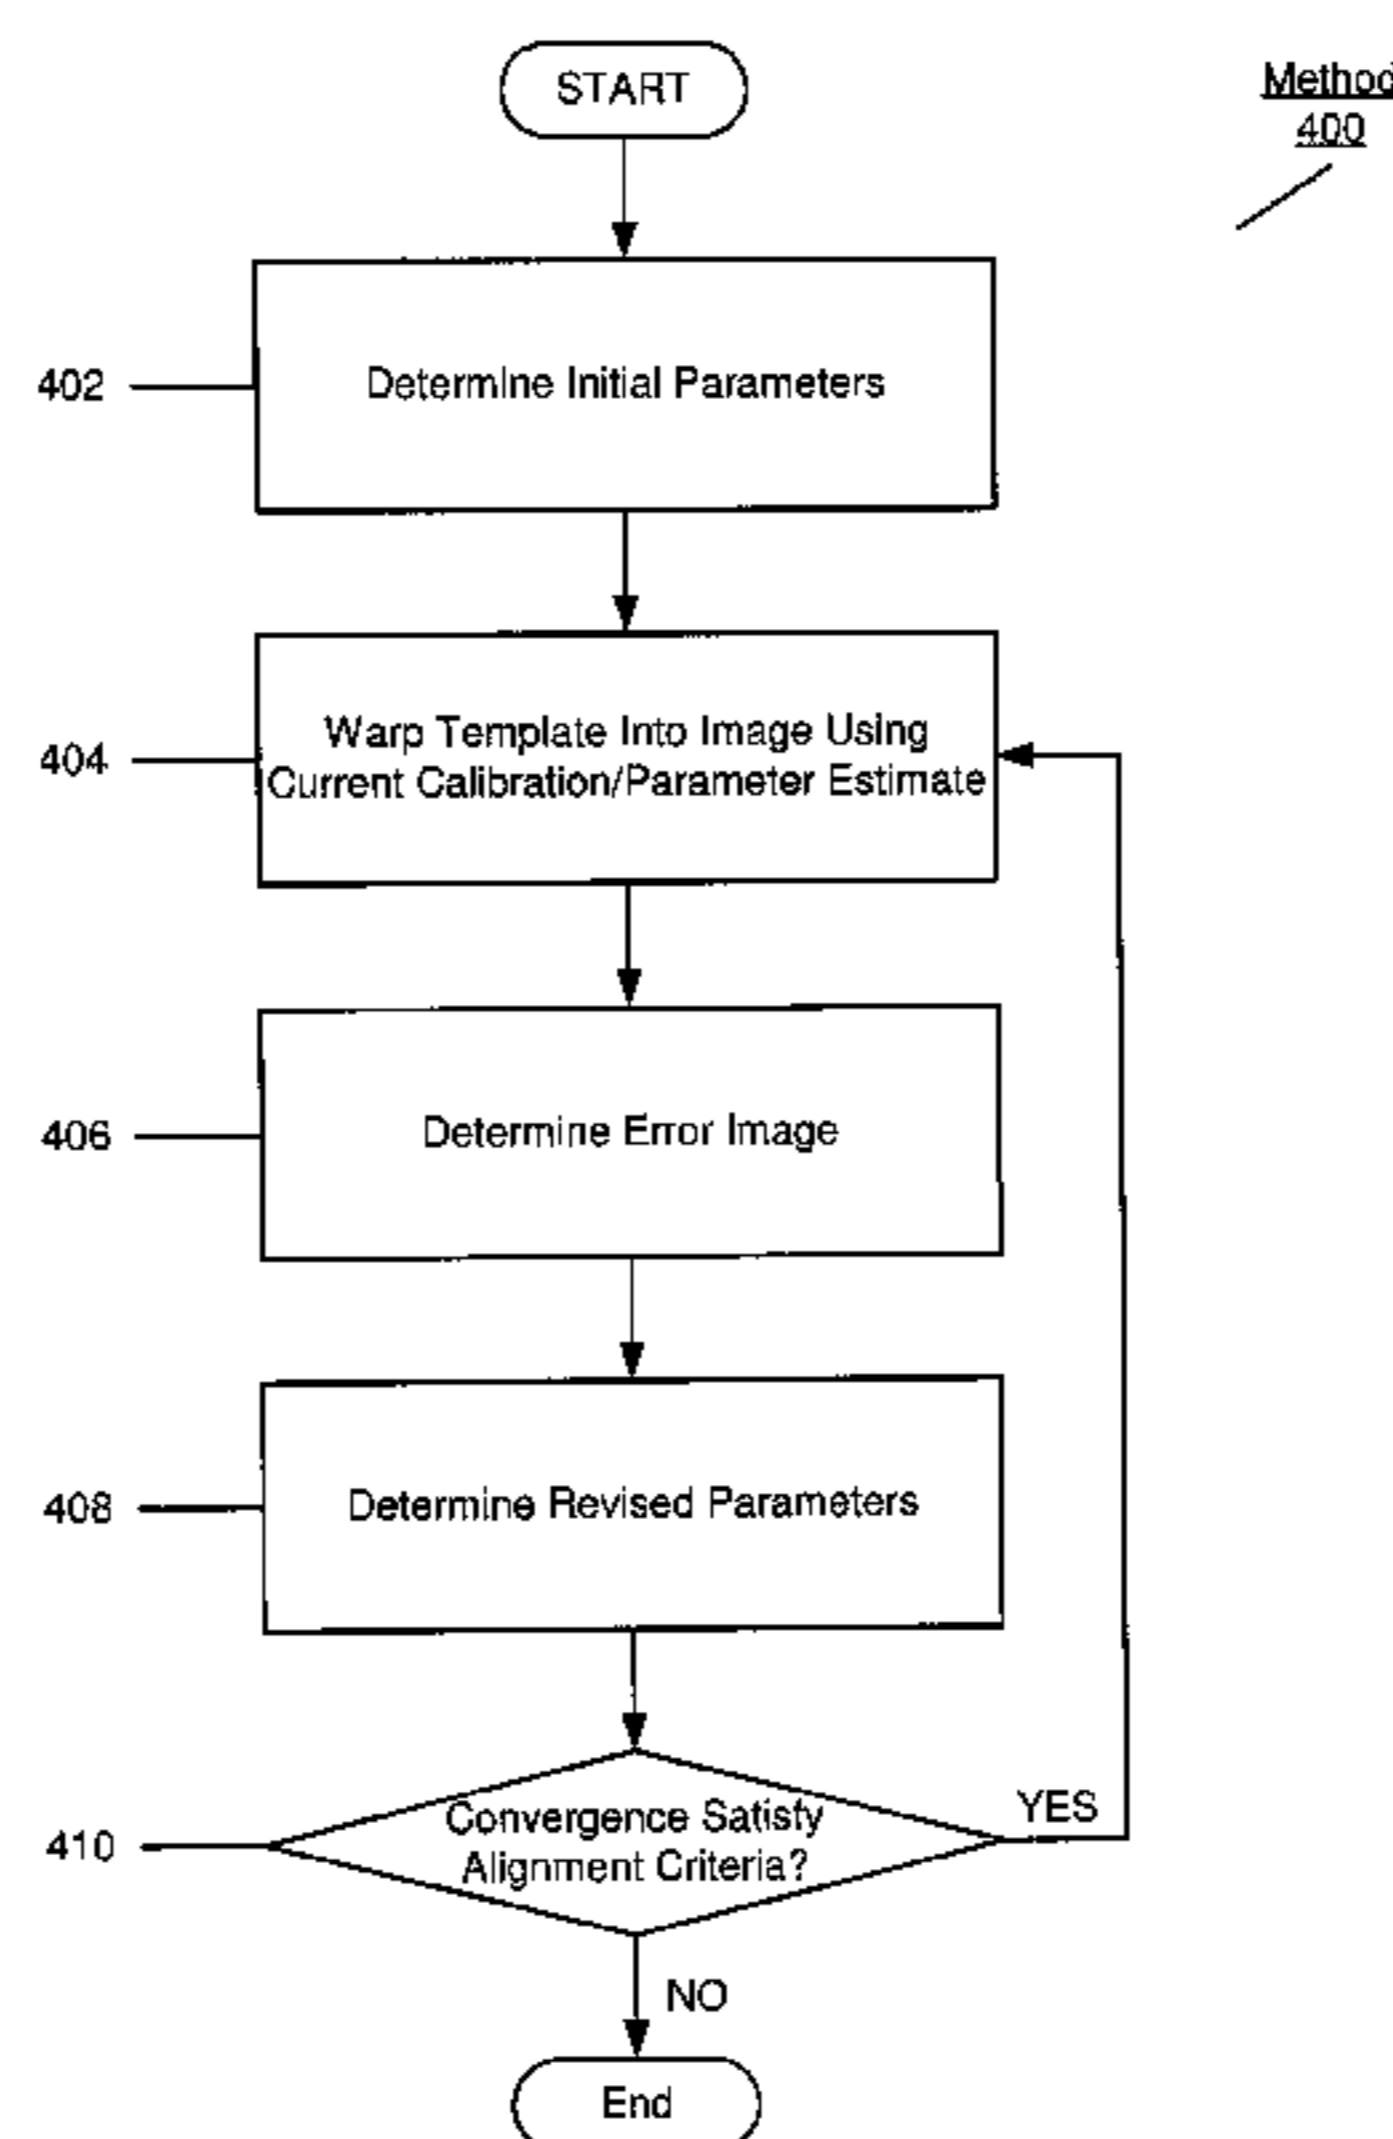 START
Method
400
402
Determine Initial Parameters
404
Warp Template Into Image Using
Current Calibration/Parameter Estimate
406
Determine Error Image
408
Determine Revised Parameters
410
Convergence Satisfy
Alignment Criteria?
YES
NO
End